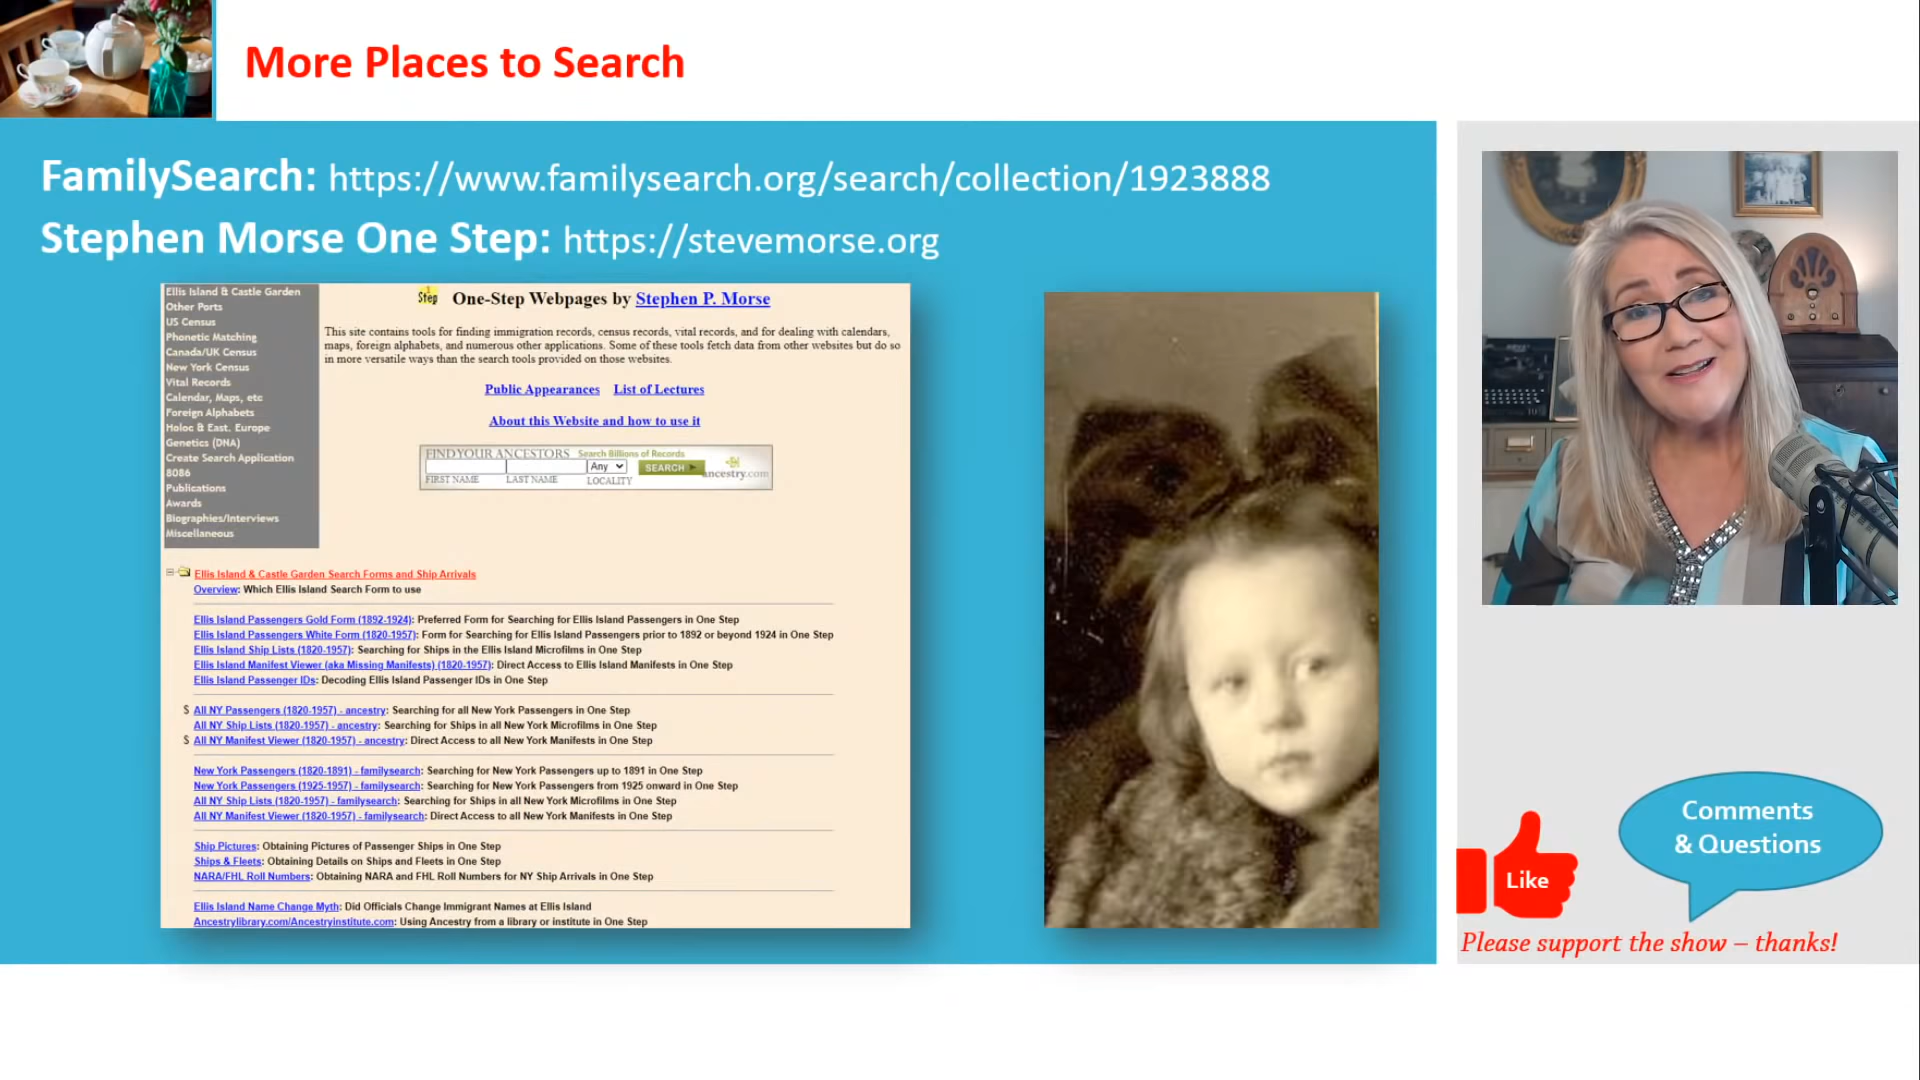 More Places to Search
FamilySearch: https://www.familysearch.org/search/collection/1923888
Stephen Morse One Step: https://stevemorse.org
Ellis Island & Castle Garden
Other Ports
US Census
Phonetic Matching
Canada/UK Census
New York Census
Vital Records
Calendar, Maps, etc
Foreign Alphabets
Holoc & East. Europe
Genetics (DNA)
Create Search Application
8086
Publications
Awards
Biographies/Interviews
Miscellaneous
1
Step
One-Step Webpages by Stephen P. Morse
This site contains tools for finding immigration records, census records, vital records, and for dealing with calendars,
maps, foreign alphabets, and numerous other applications. Some of these tools fetch data from other websites but do so
in more versatile ways than the search tools provided on those websites.
Public Appearances List of Lectures
About this Website and how to use it
FIND YOUR ANCESTORS Search Billions of Records
Any SEARCH
ancestry.com
FIRST NAME LAST NAME LOCALITY
Ellis Island & Castle Garden Search Forms and Ship Arrivals
Overview: Which Ellis Island Search Form to use
Ellis Island Passengers Gold Form (1892-1924): Preferred Form for Searching for Ellis Island Passengers in One Step
Ellis Island Passengers White Form (1820-1957): Form for Searching for Ellis Island Passengers prior to 1892 or beyond 1924 in One Step
Ellis Island Ship Lists (1820-1957): Searching for Ships in the Ellis Island Microfilms in One Step
Ellis Island Manifest Viewer (aka Missing Manifests) (1820-1957): Direct Access to Ellis Island Manifests in One Step
Ellis Island Passenger IDs: Decoding Ellis Island Passenger IDs in One Step
$ All NY Passengers (1820-1957) - ancestry: Searching for all New York Passengers in One Step
All NY Ship Lists (1820-1957) - ancestry: Searching for Ships in all New York Microfilms in One Step
$ All NY Manifest Viewer (1820-1957) - ancestry: Direct Access to all New York Manifests in One Step
New York Passengers (1820-1891) - familysearch: Searching for New York Passengers up to 1891 in One Step
New York Passengers (1925-1957) - familysearch: Searching for New York Passengers from 1925 onward in One Step
All NY Ship Lists (1820-1957) - familysearch: Searching for Ships in all New York Microfilms in One Step
All NY Manifest Viewer (1820-1957) - familysearch: Direct Access to all New York Manifests in One Step
Ship Pictures: Obtaining Pictures of Passenger Ships in One Step
Ships & Fleets: Obtaining Details on Ships and Fleets in One Step
NARA/FHL Roll Numbers: Obtaining NARA and FHL Roll Numbers for NY Ship Arrivals in One Step
Ellis Island Name Change Myth: Did Officials Change Immigrant Names at Ellis Island
Ancestrylibrary.com/Ancestryinstitute.com: Using Ancestry from a library or institute in One Step
Comments
& Questions
Like
Please support the show – thanks!